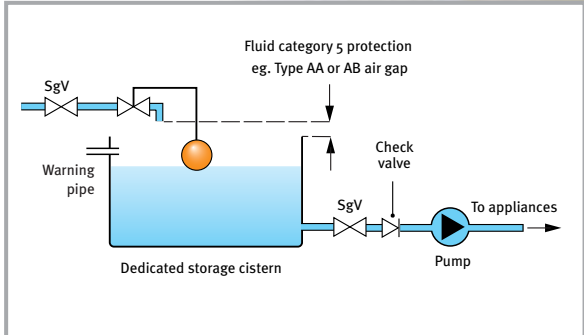 Fluid category 5 protection
eg. Type AA or AB air gap
SgV
Warning
pipe
Check
valve
SgV
To appliances
Pump
Dedicated storage cistern